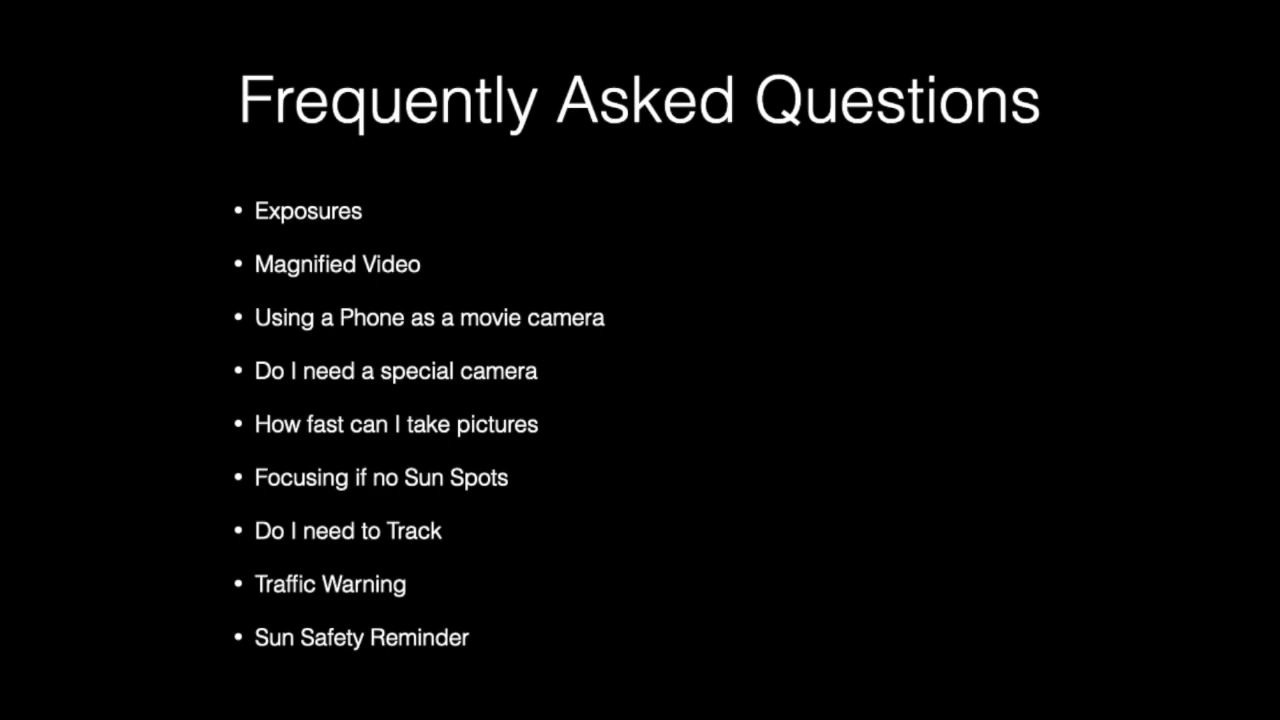 Frequently Asked Questions
• Exposures
• Magnified Video
• Using a Phone as a movie camera
• Do I need a special camera
• How fast can I take pictures
• Focusing if no Sun Spots
• Do I need to Track
• Traffic Warning
• Sun Safety Reminder